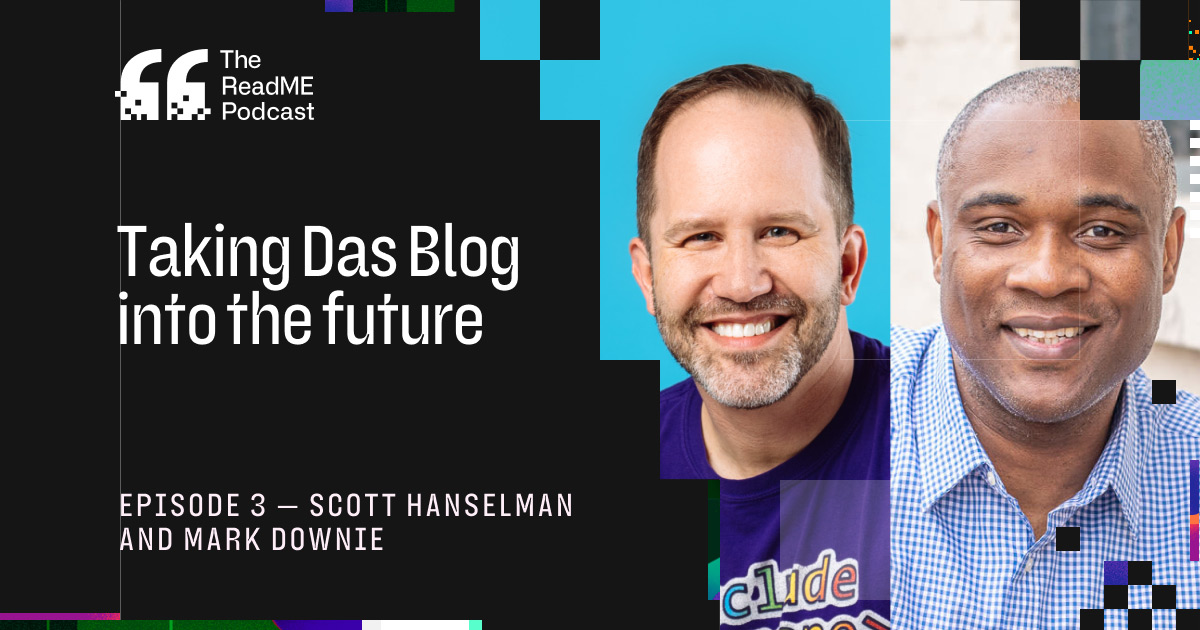 The
ReadME
Podcast
Taking Das Blog
into the future
EPISODE 3 — SCOTT HANSELMAN
AND MARK DOWNIE
clude